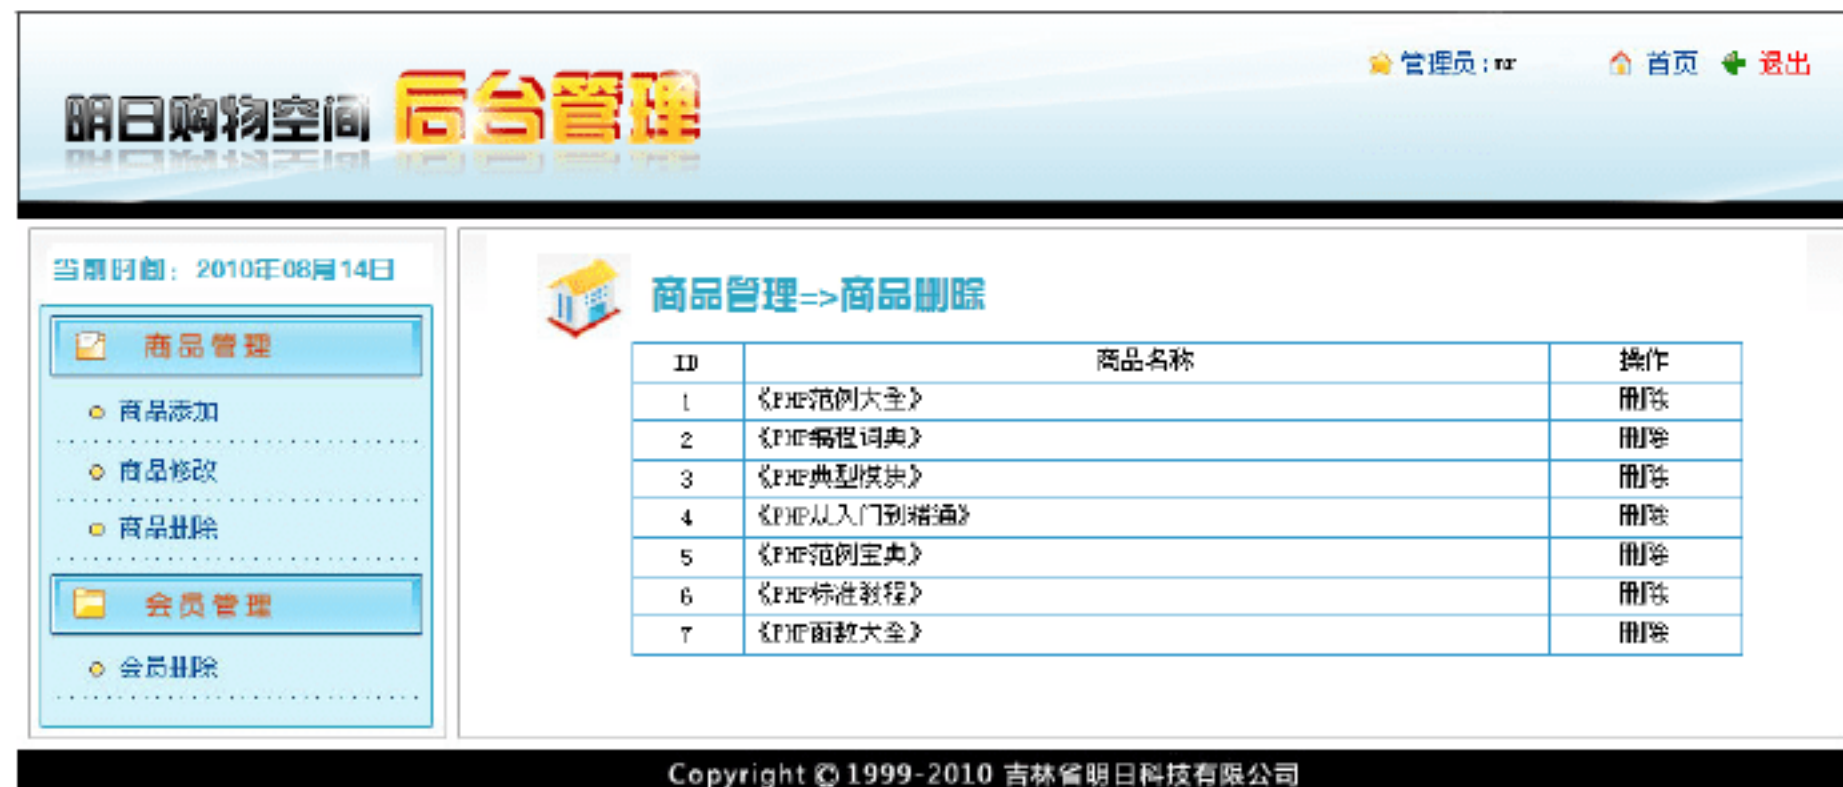 明日购物空间 后台管理
管理员:mr 首页 退出
当前时间：2010年08月14日
商品管理
商品添加
商品修改
商品删除
会员管理
会员删除
商品管理=>商品删除
ID 商品名称 操作
1 《PHP范例大全》 删除
2 《PHP编程词典》 删除
3 《PHP典型模块》 删除
4 《PHP从入门到精通》 删除
5 《PHP范例宝典》 删除
6 《PHP标准教程》 删除
7 《PHP函数大全》 删除
Copyright © 1999-2010 吉林省明日科技有限公司